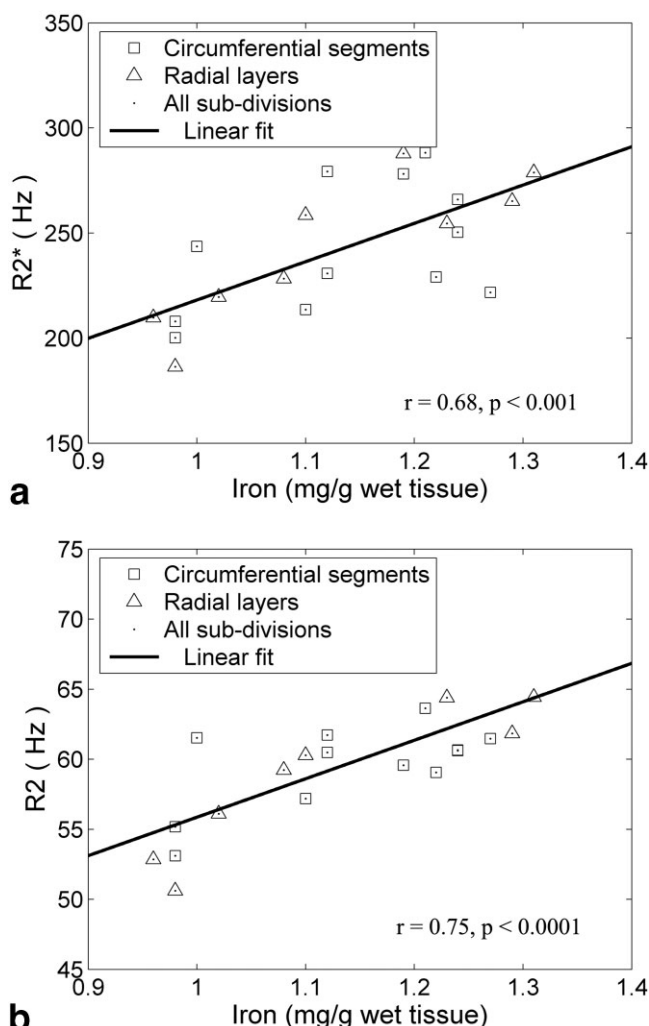 350
300
250
200
150
R2* ( Hz )
Circumferential segments
Radial layers
All sub-divisions
Linear fit
r = 0.68, p < 0.001
0.9 1 1.1 1.2 1.3 1.4
Iron (mg/g wet tissue)
a
75
70
65
60
55
50
45
R2 ( Hz )
Circumferential segments
Radial layers
All sub-divisions
Linear fit
r = 0.75, p < 0.0001
0.9 1 1.1 1.2 1.3 1.4
Iron (mg/g wet tissue)
b